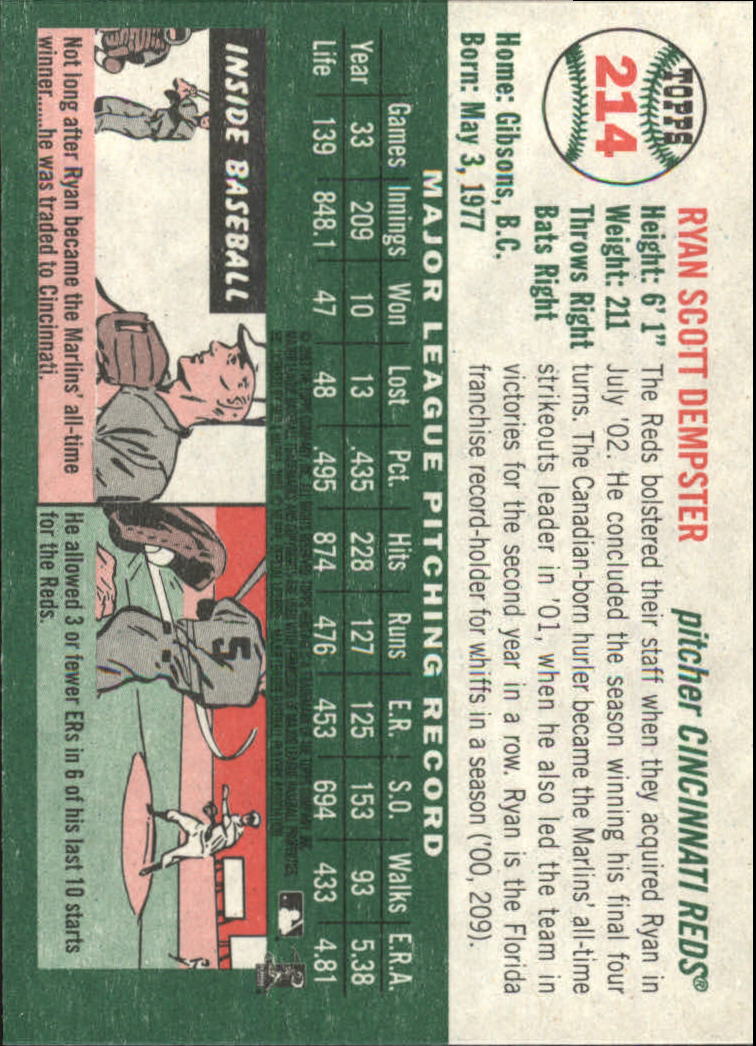 TOPPS
214
RYAN SCOTT DEMPSTER
pitcher CINCINNATI REDS®
Height: 6' 1"
Weight: 211
Throws Right
Bats Right
Home: Gibsons, B.C.
Born: May 3, 1977
The Reds bolstered their staff when they acquired Ryan in
July '02. He concluded the season winning his final four
turns. The Canadian-born hurler became the Marlins' all-time
strikeouts leader in '01, when he also led the team in
victories for the second year in a row. Ryan is the Florida
franchise record-holder for whiffs in a season ('00, 209).
MAJOR LEAGUE PITCHING RECORD
Games Innings Won Lost Pct. Hits Runs E.R. S.O. Walks E.R.A.
Year 33 209 10 13 .435 228 127 125 153 93 5.38
Life 139 848.1 47 48 .495 874 476 453 694 433 4.81
INSIDE BASEBALL
5
Not long after Ryan became the Marlins' all-time
winner......he was traded to Cincinnati.
He allowed 3 or fewer ERs in 6 of his last 10 starts
for the Reds.